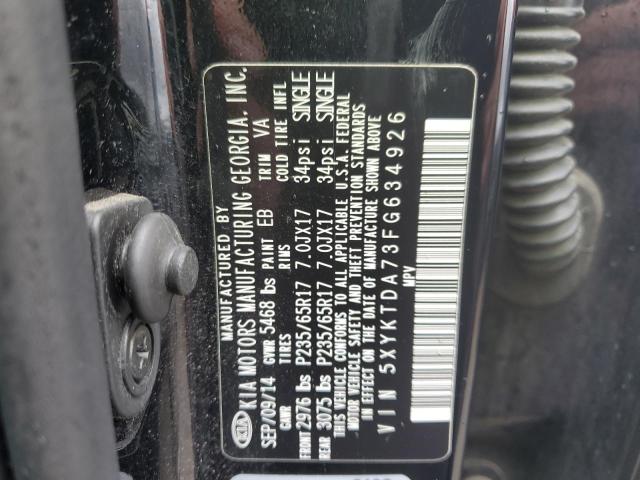 KIA
MANUFACTURED BY
KIA MOTORS MANUFACTURING GEORGIA, INC.
SEP/09/14 GVWR 5468 lbs PAINT EB TRIM VA
GAWR TIRES RIMS COLD TIRE INFL
FRONT 2976 lbs P235/65R17 7.0JX17 34psi SINGLE
REAR 3075 lbs P235/65R17 7.0JX17 34psi SINGLE
THIS VEHICLE CONFORMS TO ALL APPLICABLE U.S.A. FEDERAL
MOTOR VEHICLE SAFETY AND THEFT PREVENTION STANDARDS
IN EFFECT ON THE DATE OF MANUFACTURE SHOWN ABOVE
VIN 5XYKTDA73FG634926
MPV